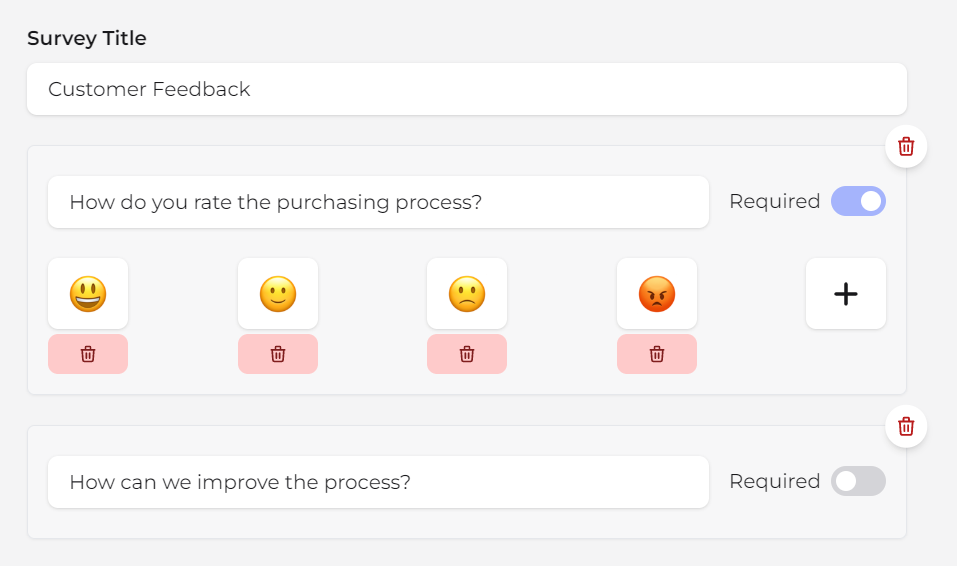 Survey Title
Customer Feedback
How do you rate the purchasing process?
Required
How can we improve the process?
Required